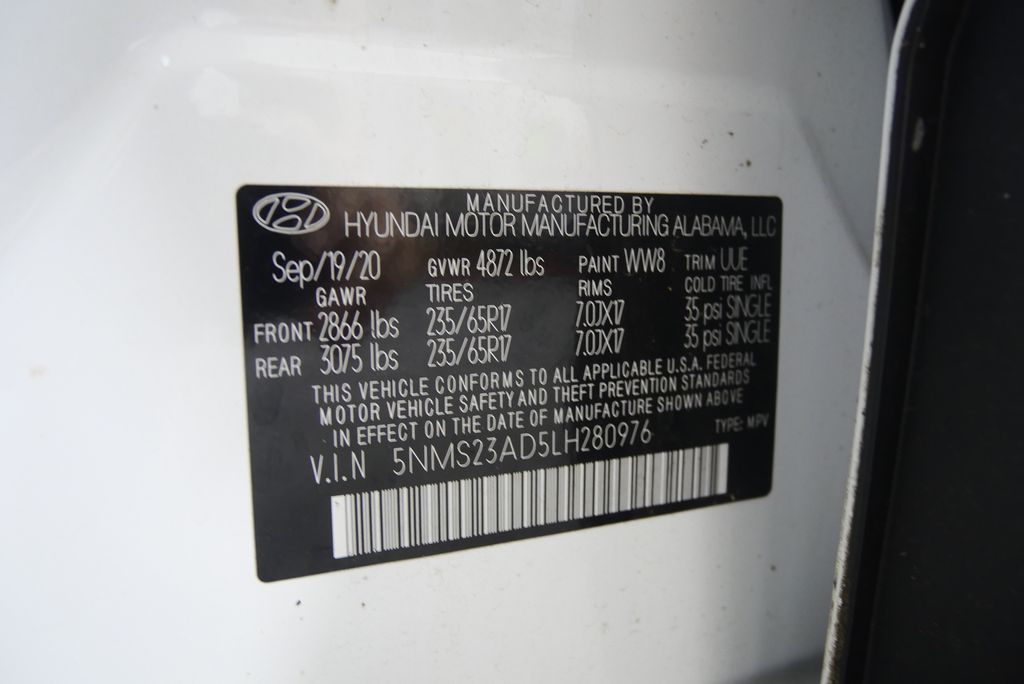 MANUFACTURED BY
HYUNDAI MOTOR MANUFACTURING ALABAMA, LLC
Sep/19/20 GVWR 4872 lbs PAINT WW8 TRIM UUE
GAWR TIRES RIMS COLD TIRE INFL
FRONT 2866 lbs 235/65R17 7.0JX17 35 psi SINGLE
REAR 3075 lbs 235/65R17 7.0JX17 35 psi SINGLE
THIS VEHICLE CONFORMS TO ALL APPLICABLE U.S.A. FEDERAL
MOTOR VEHICLE SAFETY AND THEFT PREVENTION STANDARDS
IN EFFECT ON THE DATE OF MANUFACTURE SHOWN ABOVE
V.I.N 5NMS23AD5LH280976 TYPE: MPV